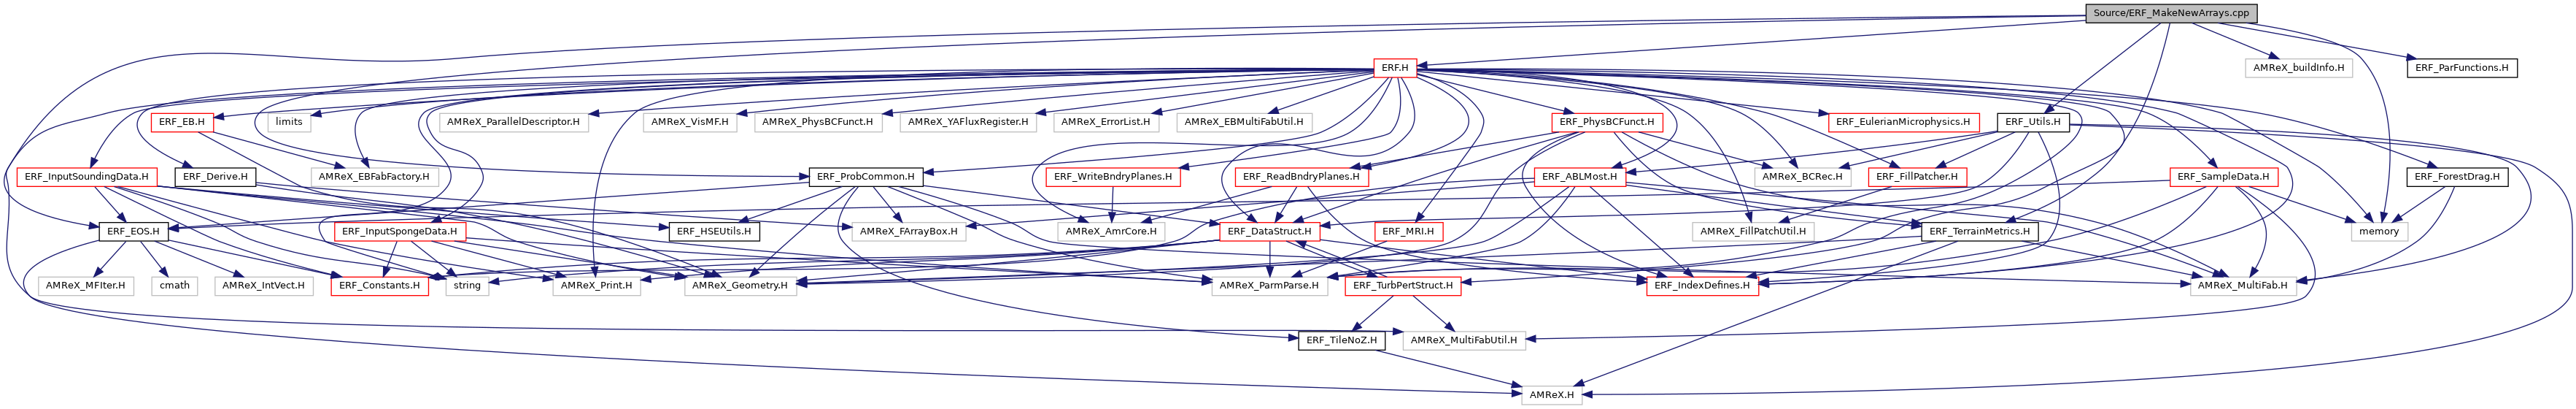 Source/ERF_MakeNewArrays.cpp
ERF.H
AMReX_buildInfo.H
ERF_ParFunctions.H
ERF_EB.H
limits
AMReX_ParallelDescriptor.H
AMReX_VisMF.H
AMReX_PhysBCFunct.H
AMReX_YAFluxRegister.H
AMReX_ErrorList.H
AMReX_EBMultiFabUtil.H
ERF_PhysBCFunct.H
ERF_EulerianMicrophysics.H
ERF_Utils.H
ERF_InputSoundingData.H
ERF_Derive.H
AMReX_EBFabFactory.H
ERF_ProbCommon.H
ERF_WriteBndryPlanes.H
ERF_ReadBndryPlanes.H
ERF_ABLMost.H
AMReX_BCRec.H
ERF_FillPatcher.H
ERF_SampleData.H
ERF_ForestDrag.H
ERF_EOS.H
ERF_InputSpongeData.H
ERF_HSEUtils.H
AMReX_FArrayBox.H
AMReX_AmrCore.H
ERF_DataStruct.H
ERF_MRI.H
AMReX_FillPatchUtil.H
ERF_TerrainMetrics.H
memory
AMReX_MFIter.H
cmath
AMReX_IntVect.H
ERF_Constants.H
string
AMReX_Print.H
AMReX_Geometry.H
AMReX_ParmParse.H
ERF_TurbPertStruct.H
ERF_IndexDefines.H
AMReX_MultiFab.H
ERF_TileNoZ.H
AMReX_MultiFabUtil.H
AMReX.H